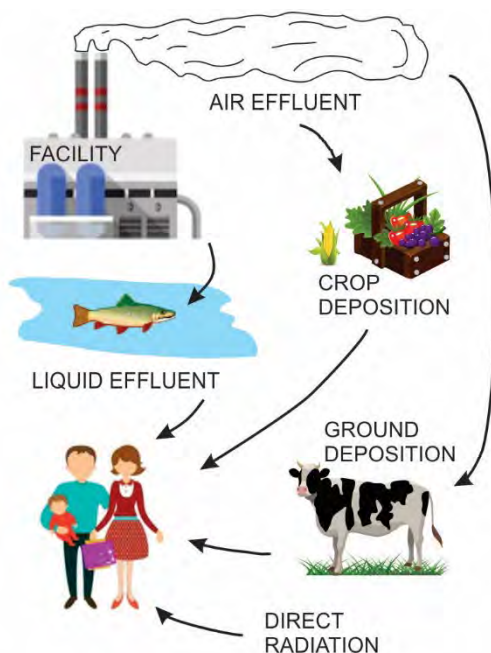 AIR EFFLUENT
FACILITY
CROP
DEPOSITION
LIQUID EFFLUENT
GROUND
DEPOSITION
DIRECT
RADIATION